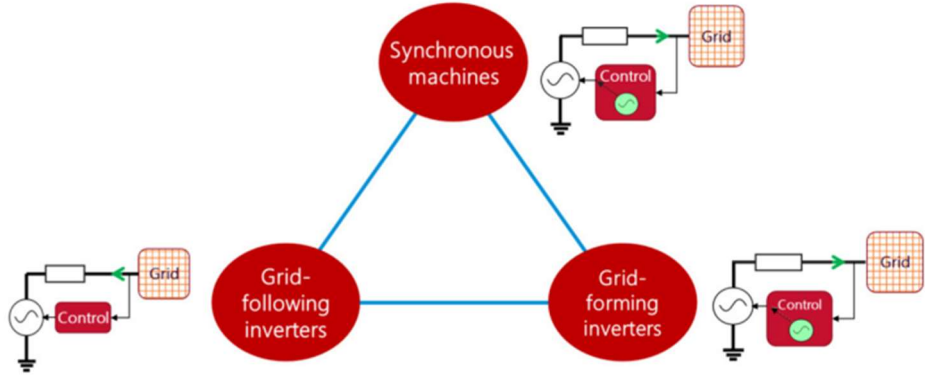 Synchronous
machines
Grid
Control
Grid-
following
inverters
Grid
Control
Grid-
forming
inverters
Grid
Control